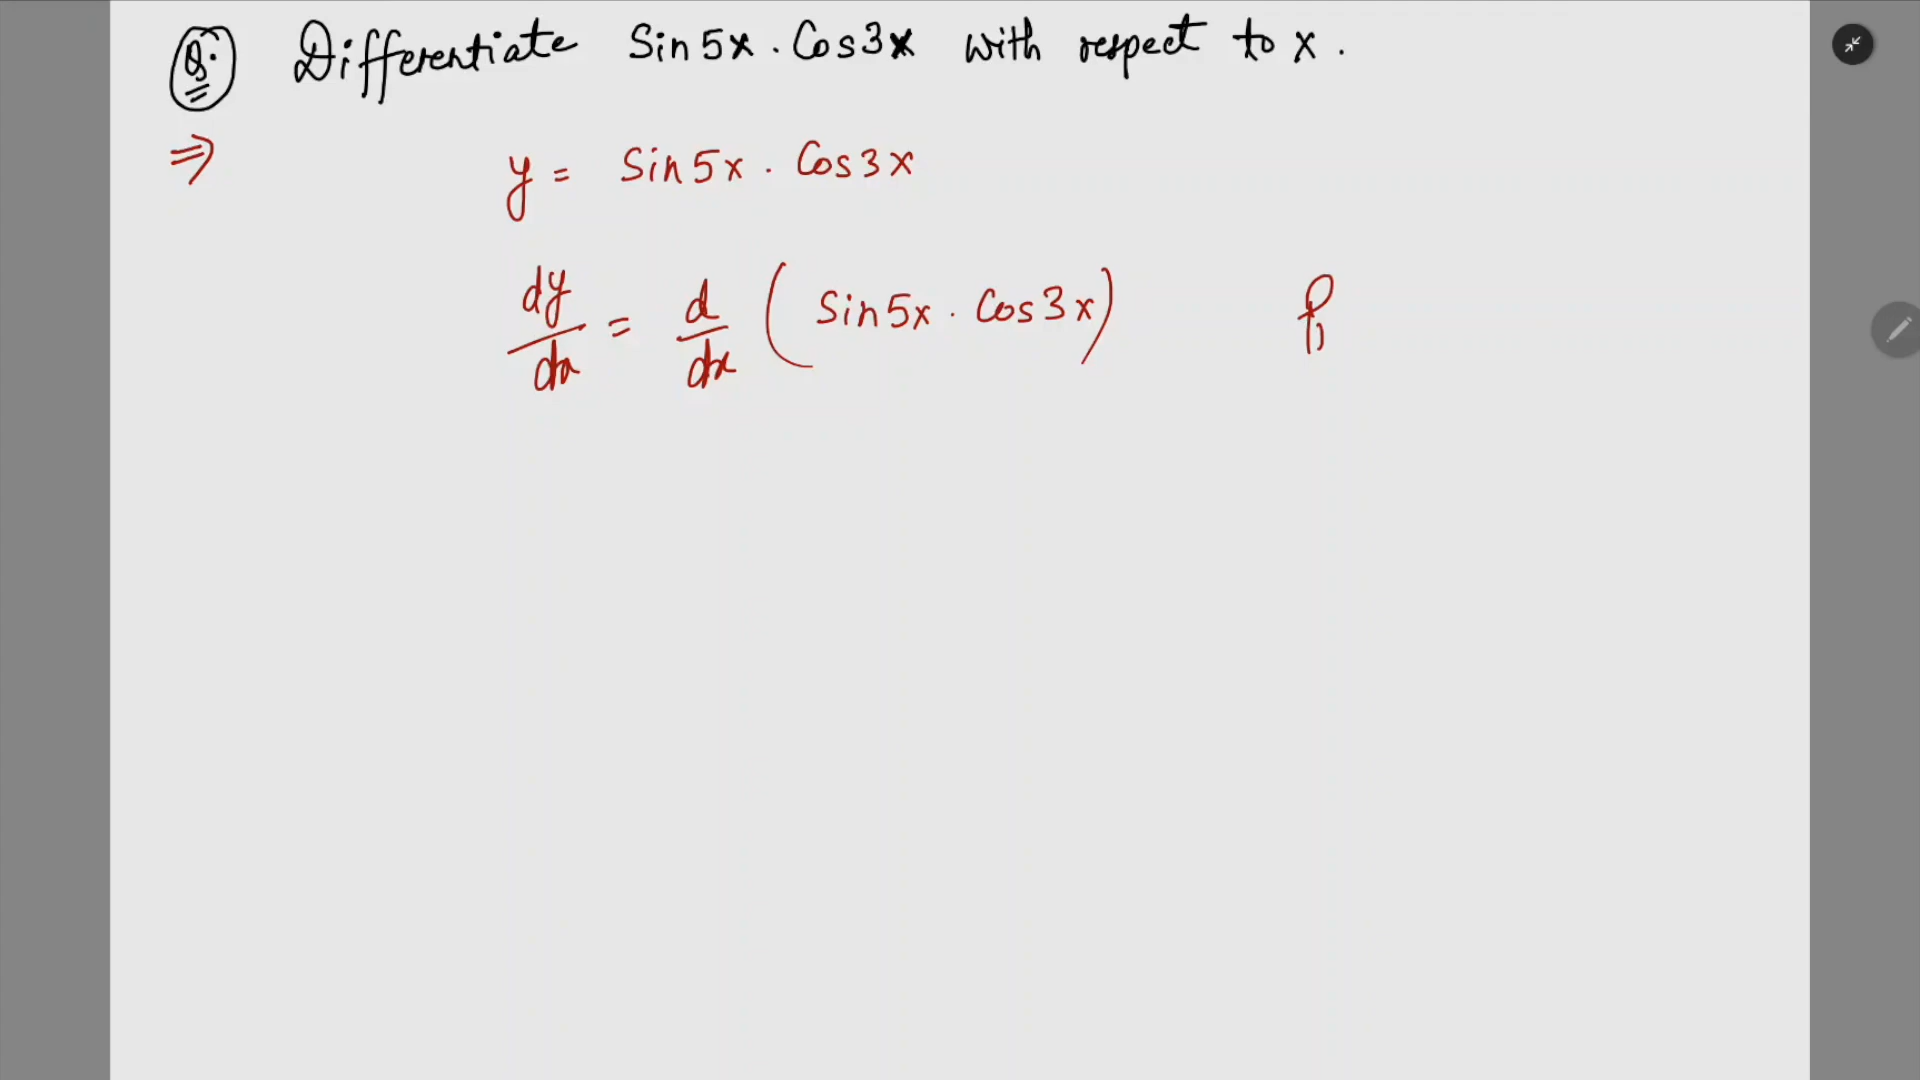 Q. Differentiate Sin5x . Cos3x with respect to x .
⇒ y = Sin5x . Cos3x
dy/dx = d/dx ( Sin5x . Cos3x )